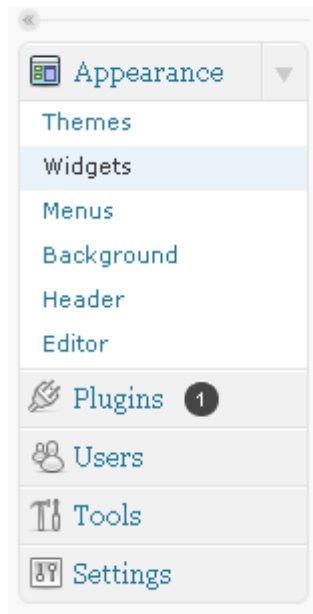 Appearance
Themes
Widgets
Menus
Background
Header
Editor
Plugins 1
Users
Tools
Settings